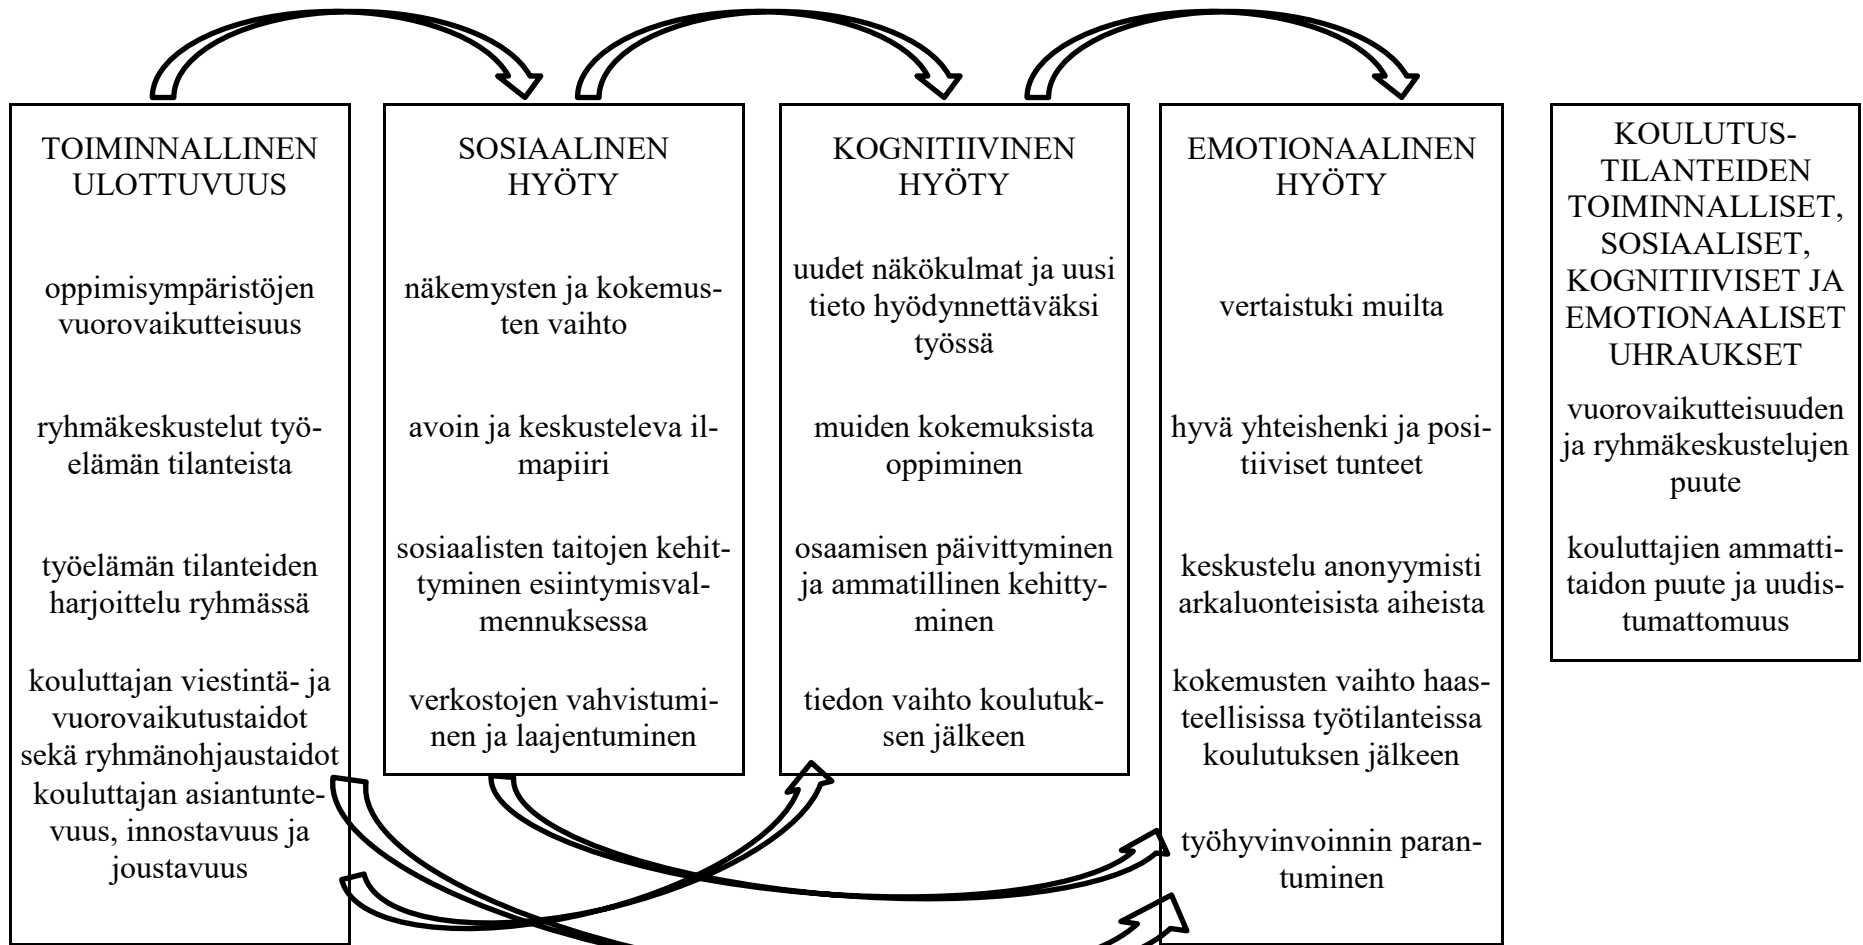 TOIMINNALLINEN
ULOTTUVUUS
oppimisympäristöjen
vuorovaikutteisuus
ryhmäkeskustelut työ-
elämän tilanteista
työelämän tilanteiden
harjoittelu ryhmässä
kouluttajan viestintä- ja
vuorovaikutustaidot
sekä ryhmänohjaustaidot
kouluttajan asiantunte-
vuus, innostavuus ja
joustavuus
SOSIAALINEN
HYÖTY
näkemysten ja kokemus-
ten vaihto
avoin ja keskusteleva il-
mapiiri
sosiaalisten taitojen kehit-
tyminen esiintymisval-
mennuksessa
verkostojen vahvistumi-
nen ja laajentuminen
KOGNITIIVINEN
HYÖTY
uudet näkökulmat ja uusi
tieto hyödynnettäväksi
työssä
muiden kokemuksista
oppiminen
osaamisen päivittyminen
ja ammatillinen kehitty-
minen
tiedon vaihto koulutuk-
sen jälkeen
EMOTIONAALINEN
HYÖTY
vertaistuki muilta
hyvä yhteishenki ja posi-
tiiviset tunteet
keskustelu anonyymisti
arkaluonteisista aiheista
kokemusten vaihto haas-
teellisissa työtilanteissa
koulutuksen jälkeen
työhyvinvoinnin paran-
tuminen
KOULUTUS-
TILANTEIDEN
TOIMINNALLISET,
SOSIAALISET,
KOGNITIIVISET JA
EMOTIONAALISET
UHRAUKSET
vuorovaikutteisuuden
ja ryhmäkeskustelujen
puute
kouluttajien ammatti-
taidon puute ja uudis-
tumattomuus